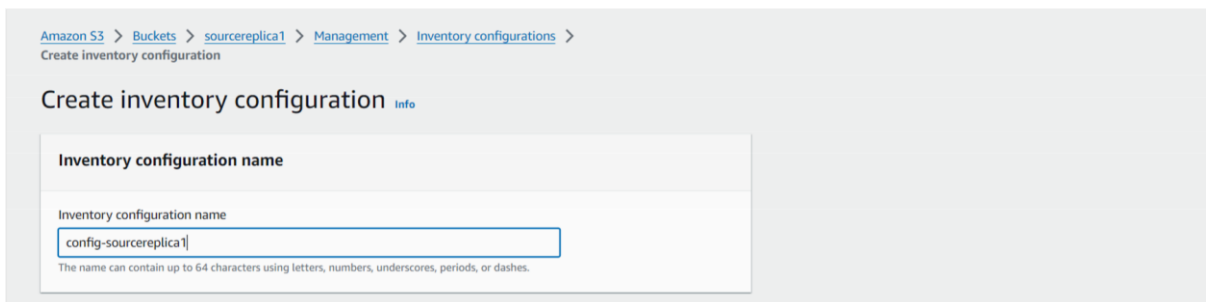 Amazon S3 > Buckets > sourcereplica1 > Management > Inventory configurations >
Create inventory configuration
Create inventory configuration Info
Inventory configuration name
Inventory configuration name
config-sourcereplica1
The name can contain up to 64 characters using letters, numbers, underscores, periods, or dashes.